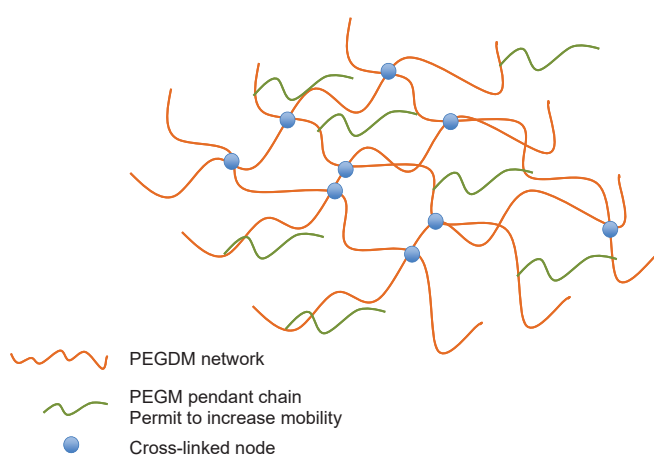 PEGDM network
PEGM pendant chain
Permit to increase mobility
Cross-linked node